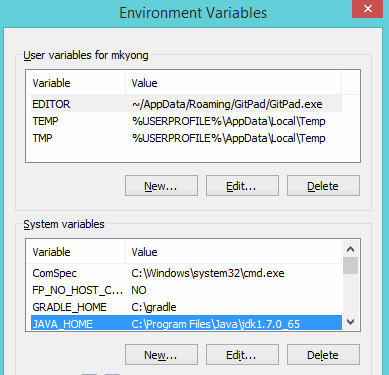 Environment Variables
User variables for mkyong
Variable Value
EDITOR ~/AppData/Roaming/GitPad/GitPad.exe
TEMP %USERPROFILE%\AppData\Local\Temp
TMP %USERPROFILE%\AppData\Local\Temp
New... Edit... Delete
System variables
Variable Value
ComSpec C:\Windows\system32\cmd.exe
FP_NO_HOST_C... NO
GRADLE_HOME C:\gradle
JAVA_HOME C:\Program Files\Java\jdk1.7.0_65
New... Edit... Delete